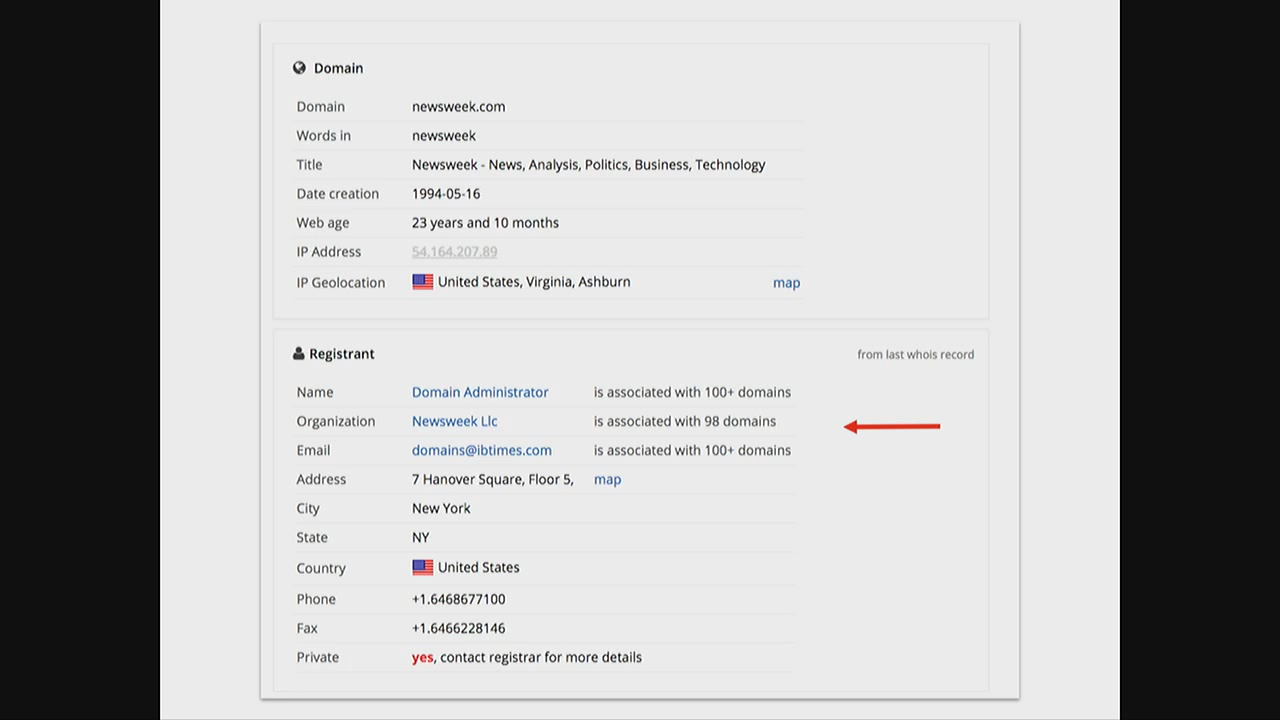 Domain
Domain newsweek.com
Words in newsweek
Title Newsweek - News, Analysis, Politics, Business, Technology
Date creation 1994-05-16
Web age 23 years and 10 months
IP Address 54.164.207.89
IP Geolocation United States, Virginia, Ashburn map
Registrant from last whois record
Name Domain Administrator is associated with 100+ domains
Organization Newsweek Llc is associated with 98 domains
Email domains@ibtimes.com is associated with 100+ domains
Address 7 Hanover Square, Floor 5, map
City New York
State NY
Country United States
Phone +1.6468677100
Fax +1.6466228146
Private yes, contact registrar for more details